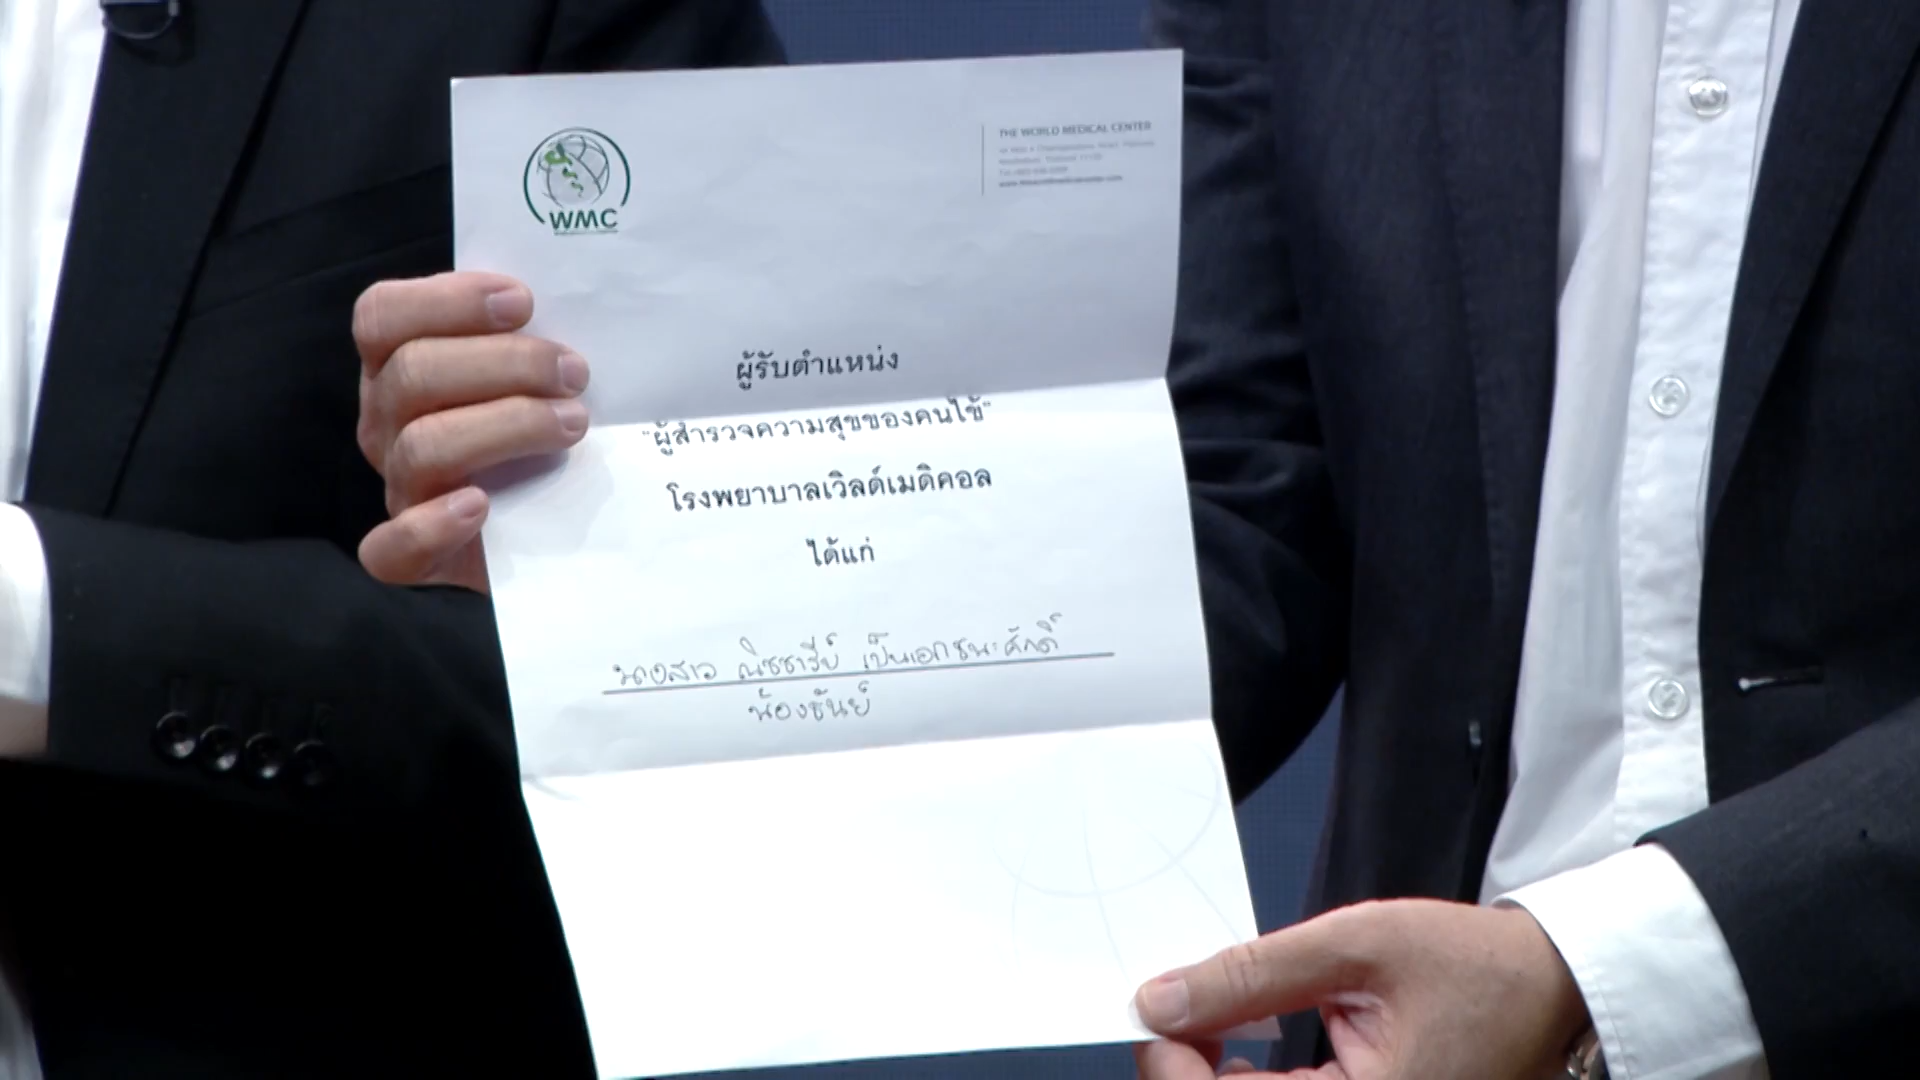 WMC
THE WORLD MEDICAL CENTER
ผู้รับตำแหน่ง
"ผู้สำรวจความสุขของคนไข้"
โรงพยาบาลเวิลด์เมดิคอล
ได้แก่
นางสาว ณิชชารีย์ เป็นเอกชนะศักดิ์
น้องธันย์